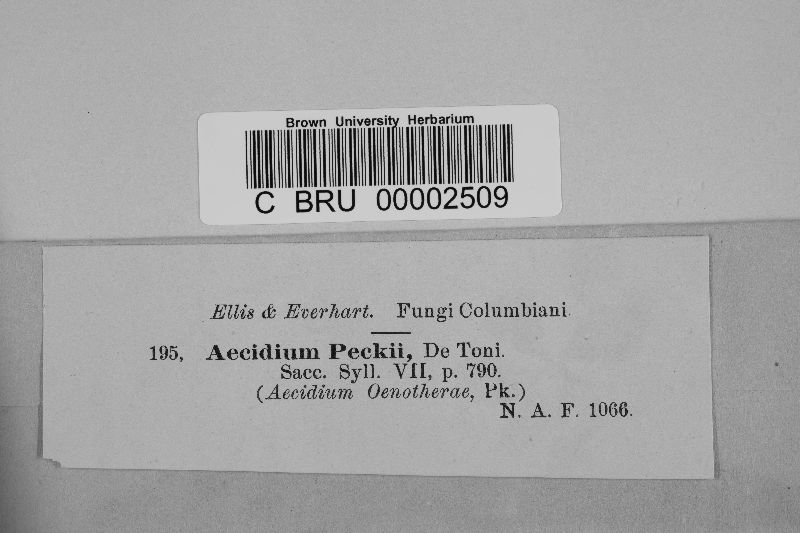 Brown University Herbarium
C BRU 00002509
Ellis & Everhart. Fungi Columbiani.
195, Aecidium Peckii, De Toni.
Sacc. Syll. VII, p. 790.
(Aecidium Oenotherae, Pk.)
N. A. F. 1066.